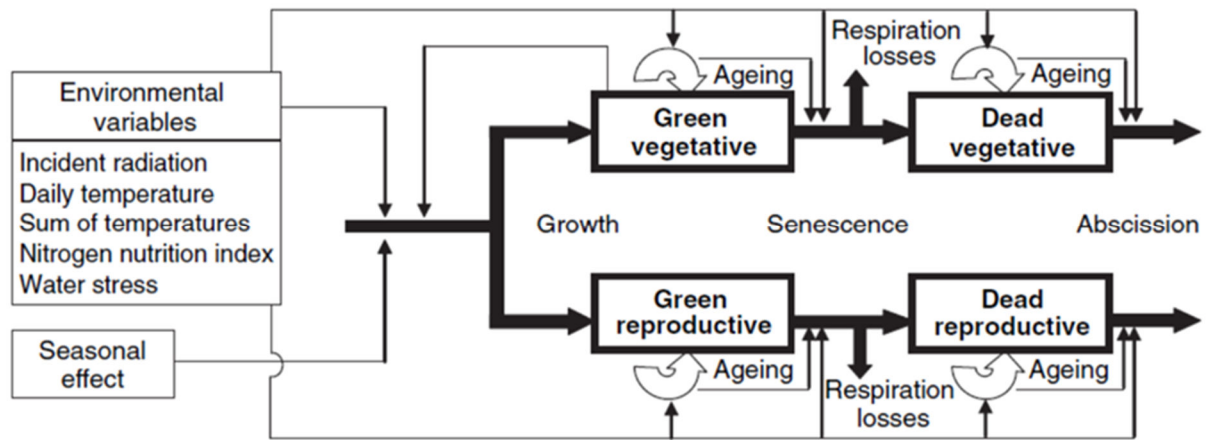 Environmental
variables
Incident radiation
Daily temperature
Sum of temperatures
Nitrogen nutrition index
Water stress
Seasonal
effect
Growth
Green
vegetative
Ageing
Respiration
losses
Senescence
Dead
vegetative
Ageing
Abscission
Green
reproductive
Ageing
Respiration
losses
Dead
reproductive
Ageing